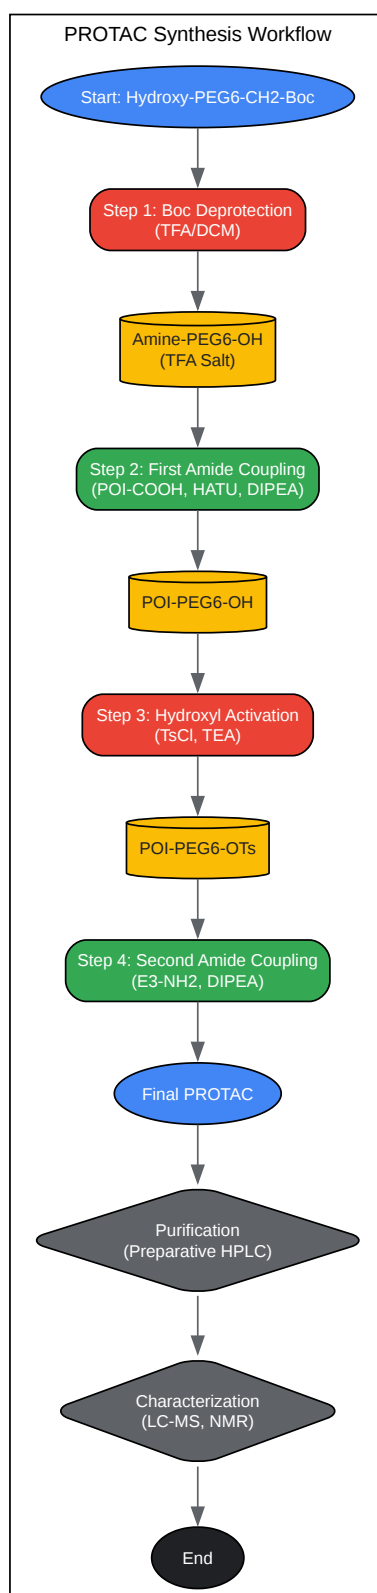 PROTAC Synthesis Workflow
Start: Hydroxy-PEG6-CH2-Boc
Step 1: Boc Deprotection
(TFA/DCM)
Amine-PEG6-OH
(TFA Salt)
Step 2: First Amide Coupling
(POI-COOH, HATU, DIPEA)
POI-PEG6-OH
Step 3: Hydroxyl Activation
(TsCl, TEA)
POI-PEG6-OTs
Step 4: Second Amide Coupling
(E3-NH2, DIPEA)
Final PROTAC
Purification
(Preparative HPLC)
Characterization
(LC-MS, NMR)
End